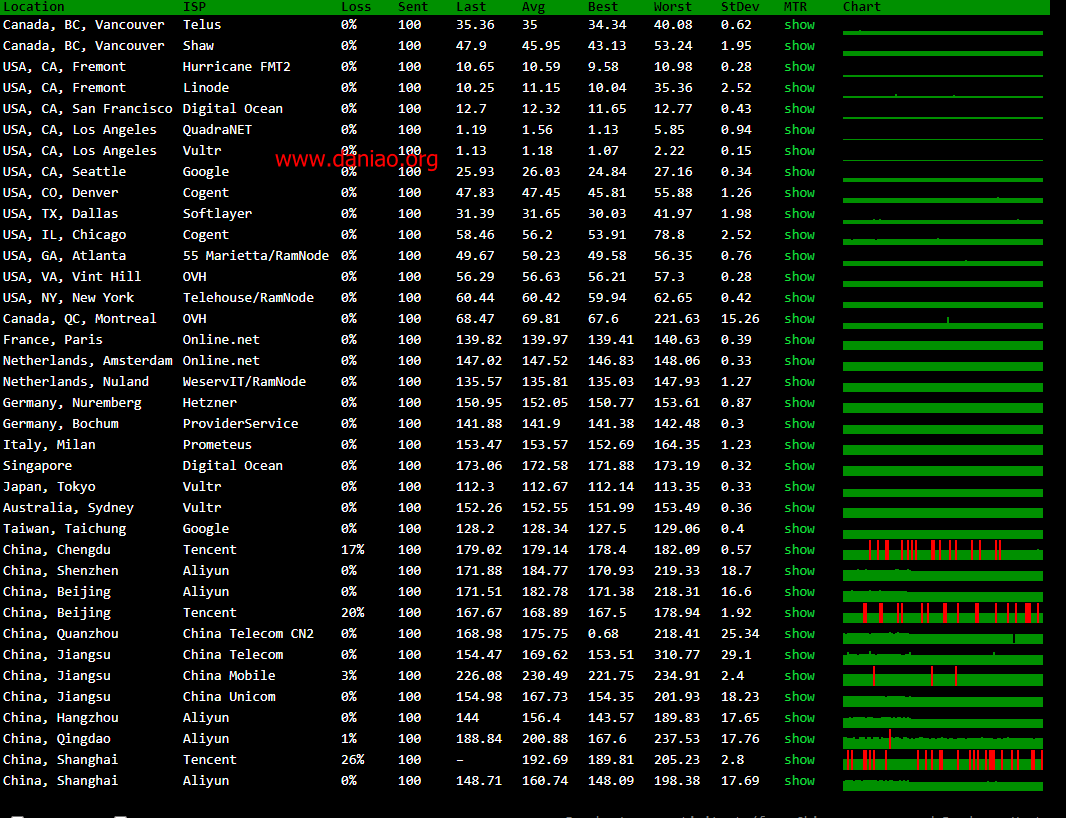 Location ISP Loss Sent Last Avg Best Worst StDev MTR Chart
Canada, BC, Vancouver Telus 0% 100 35.36 35 34.34 40.08 0.62 show
Canada, BC, Vancouver Shaw 0% 100 47.9 45.95 43.13 53.24 1.95 show
USA, CA, Fremont Hurricane FMT2 0% 100 10.65 10.59 9.58 10.98 0.28 show
USA, CA, Fremont Linode 0% 100 10.25 11.15 10.04 35.36 2.52 show
USA, CA, San Francisco Digital Ocean 0% 100 12.7 12.32 11.65 12.77 0.43 show
USA, CA, Los Angeles QuadraNET 0% 100 1.19 1.56 1.13 5.85 0.94 show
USA, CA, Los Angeles Vultr 0% 100 1.13 1.18 1.07 2.22 0.15 show
www.daniao.org
USA, CA, Seattle Google 0% 100 25.93 26.03 24.84 27.16 0.34 show
USA, CO, Denver Cogent 0% 100 47.83 47.45 45.81 55.88 1.26 show
USA, TX, Dallas Softlayer 0% 100 31.39 31.65 30.03 41.97 1.98 show
USA, IL, Chicago Cogent 0% 100 58.46 56.2 53.91 78.8 2.52 show
USA, GA, Atlanta 55 Marietta/RamNode 0% 100 49.67 50.23 49.58 56.35 0.76 show
USA, VA, Vint Hill OVH 0% 100 56.29 56.63 56.21 57.3 0.28 show
USA, NY, New York Telehouse/RamNode 0% 100 60.44 60.42 59.94 62.65 0.42 show
Canada, QC, Montreal OVH 0% 100 68.47 69.81 67.6 221.63 15.26 show
France, Paris Online.net 0% 100 139.82 139.97 139.41 140.63 0.39 show
Netherlands, Amsterdam Online.net 0% 100 147.02 147.52 146.83 148.06 0.33 show
Netherlands, Nuland WeservIT/RamNode 0% 100 135.57 135.81 135.03 147.93 1.27 show
Germany, Nuremberg Hetzner 0% 100 150.95 152.05 150.77 153.61 0.87 show
Germany, Bochum ProviderService 0% 100 141.88 141.9 141.38 142.48 0.3 show
Italy, Milan Prometeus 0% 100 153.47 153.57 152.69 164.35 1.23 show
Singapore Digital Ocean 0% 100 173.06 172.58 171.88 173.19 0.32 show
Japan, Tokyo Vultr 0% 100 112.3 112.67 112.14 113.35 0.33 show
Australia, Sydney Vultr 0% 100 152.26 152.55 151.99 153.49 0.36 show
Taiwan, Taichung Google 0% 100 128.2 128.34 127.5 129.06 0.4 show
China, Chengdu Tencent 17% 100 179.02 179.14 178.4 182.09 0.57 show
China, Shenzhen Aliyun 0% 100 171.88 184.77 170.93 219.33 18.7 show
China, Beijing Aliyun 0% 100 171.51 182.78 171.38 218.31 16.6 show
China, Beijing Tencent 20% 100 167.67 168.89 167.5 178.94 1.92 show
China, Quanzhou China Telecom CN2 0% 100 168.98 175.75 0.68 218.41 25.34 show
China, Jiangsu China Telecom 0% 100 154.47 169.62 153.51 310.77 29.1 show
China, Jiangsu China Mobile 3% 100 226.08 230.49 221.75 234.91 2.4 show
China, Jiangsu China Unicom 0% 100 154.98 167.73 154.35 201.93 18.23 show
China, Hangzhou Aliyun 0% 100 144 156.4 143.57 189.83 17.65 show
China, Qingdao Aliyun 1% 100 188.84 200.88 167.6 237.53 17.76 show
China, Shanghai Tencent 26% 100 – 192.69 189.81 205.23 2.8 show
China, Shanghai Aliyun 0% 100 148.71 160.74 148.09 198.38 17.69 show